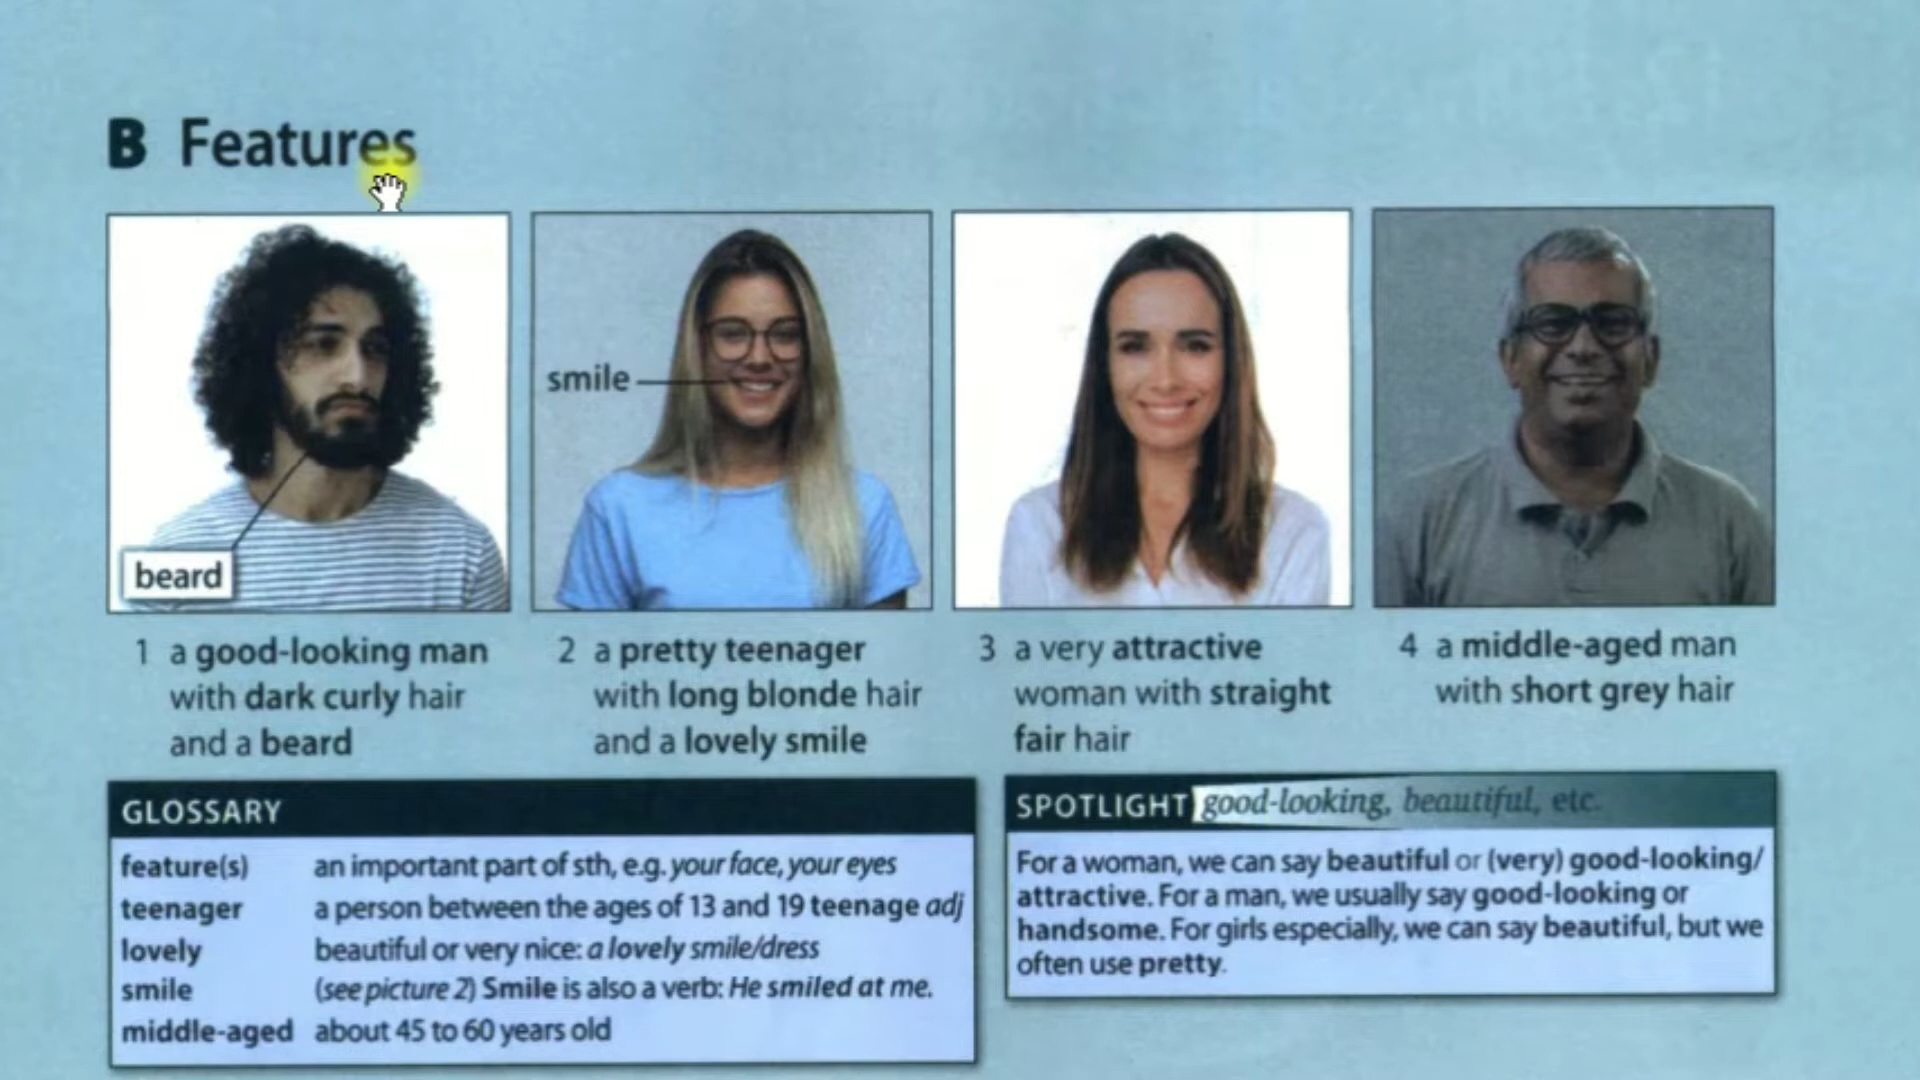 B Features
beard
smile
1 a good-looking man
with dark curly hair
and a beard
2 a pretty teenager
with long blonde hair
and a lovely smile
3 a very attractive
woman with straight
fair hair
4 a middle-aged man
with short grey hair
GLOSSARY
feature(s) an important part of sth, e.g. your face, your eyes
teenager a person between the ages of 13 and 19 teenage adj
lovely beautiful or very nice: a lovely smile/dress
smile (see picture 2) Smile is also a verb: He smiled at me.
middle-aged about 45 to 60 years old
SPOTLIGHT good-looking, beautiful, etc.
For a woman, we can say beautiful or (very) good-looking/
attractive. For a man, we usually say good-looking or
handsome. For girls especially, we can say beautiful, but we
often use pretty.